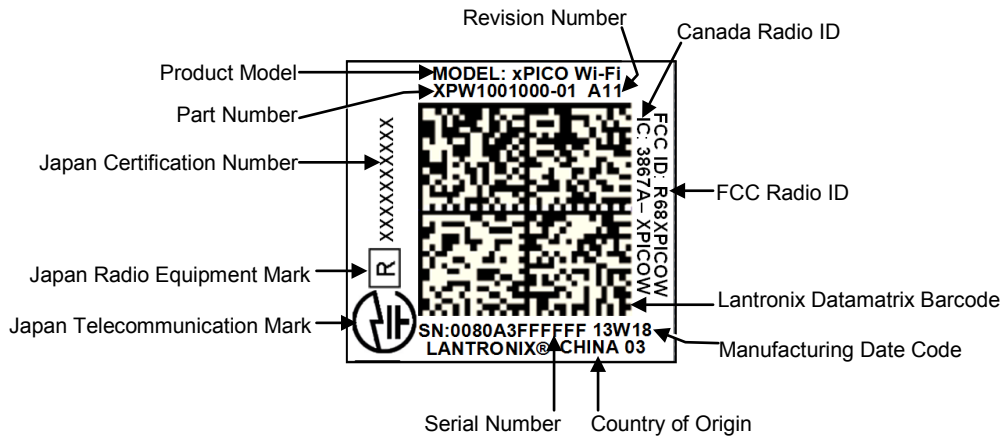 Revision Number
Canada Radio ID
Product Model
MODEL: xPICO Wi-Fi
XPW1001000-01 A11
Part Number
Japan Certification Number
XXXXXXXXXX
FCC ID: R68XPICOW
IC: 3867A- XPICOW
FCC Radio ID
Japan Radio Equipment Mark
R
Lantronix Datamatrix Barcode
Japan Telecommunication Mark
SN:0080A3FFFFFF 13W18
LANTRONIX® CHINA 03
Manufacturing Date Code
Serial Number
Country of Origin